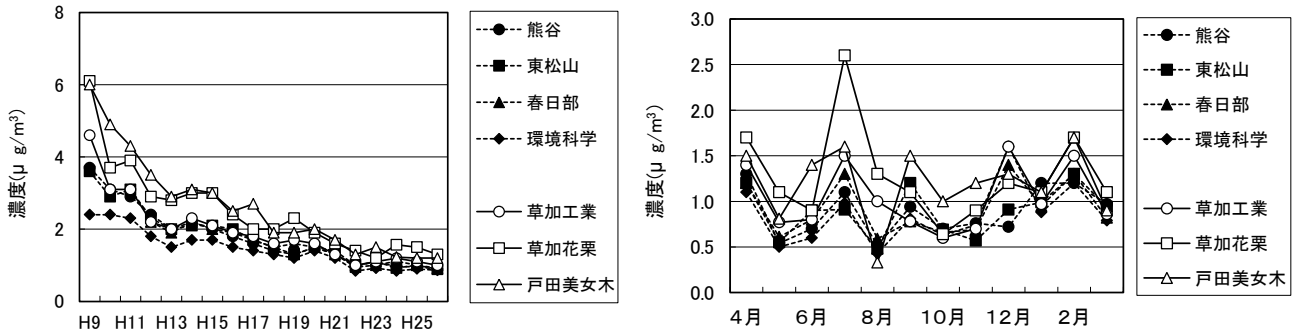 濃度(μ g/m³)
8
6
4
2
0
H9 H11 H13 H15 H17 H19 H21 H23 H25
熊谷
東松山
春日部
環境科学
草加工業
草加花栗
戸田美女木
濃度(μ g/m³)
3.0
2.5
2.0
1.5
1.0
0.5
0.0
4月 6月 8月 10月 12月 2月
熊谷
東松山
春日部
環境科学
草加工業
草加花栗
戸田美女木